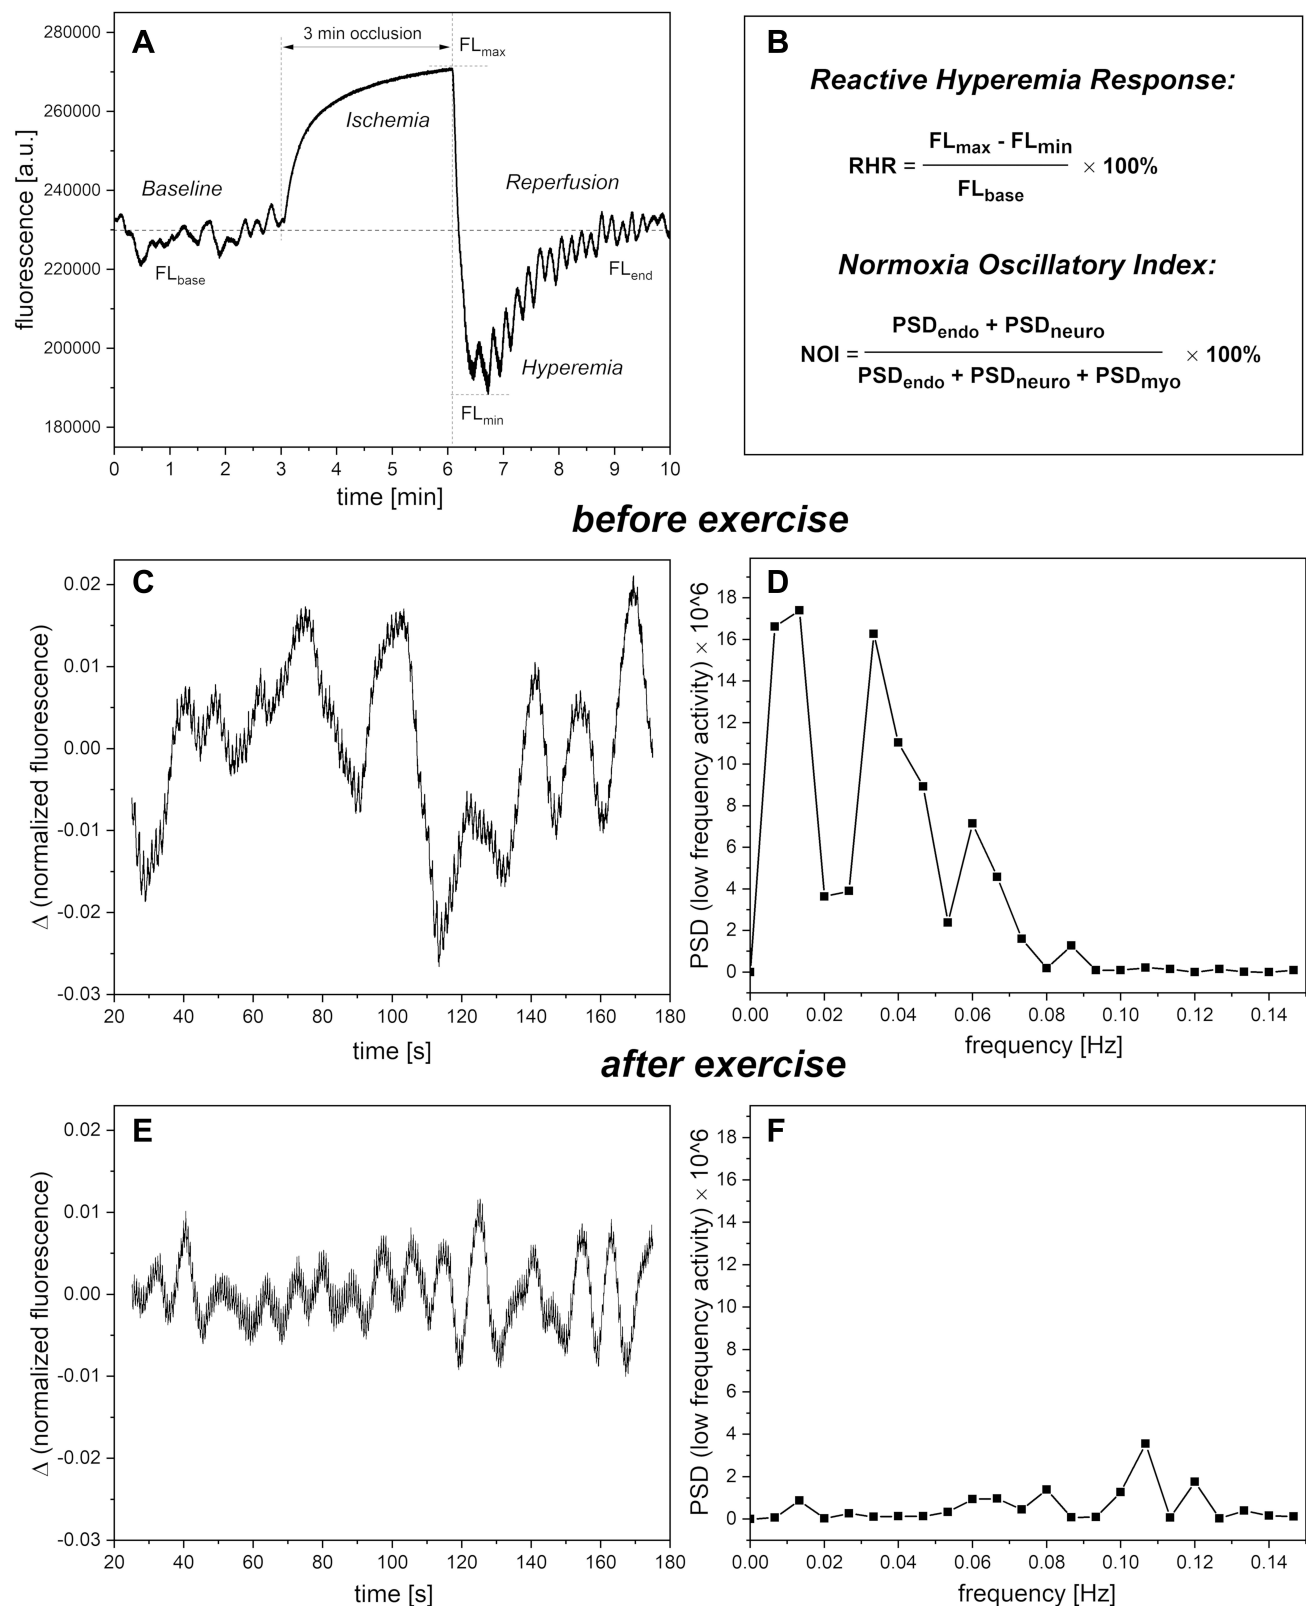 A
280000
260000
240000
220000
200000
180000
fluorescence [a.u.]
3 min occlusion
FLmax
Ischemia
Baseline
Reperfusion
FLbase
FLend
Hyperemia
FLmin
0 1 2 3 4 5 6 7 8 9 10
time [min]
B
Reactive Hyperemia Response:
RHR = FLmax - FLmin / FLbase × 100%
Normoxia Oscillatory Index:
NOI = PSDendo + PSDneuro / PSDendo + PSDneuro + PSDmyo × 100%
before exercise
C
0.02
0.01
0.00
-0.01
-0.02
-0.03
Δ (normalized fluorescence)
20 40 60 80 100 120 140 160 180
time [s]
D
18
16
14
12
10
8
6
4
2
0
PSD (low frequency activity) × 10^6
0.00 0.02 0.04 0.06 0.08 0.10 0.12 0.14
frequency [Hz]
after exercise
E
0.02
0.01
0.00
-0.01
-0.02
-0.03
Δ (normalized fluorescence)
20 40 60 80 100 120 140 160 180
time [s]
F
18
16
14
12
10
8
6
4
2
0
PSD (low frequency activity) × 10^6
0.00 0.02 0.04 0.06 0.08 0.10 0.12 0.14
frequency [Hz]